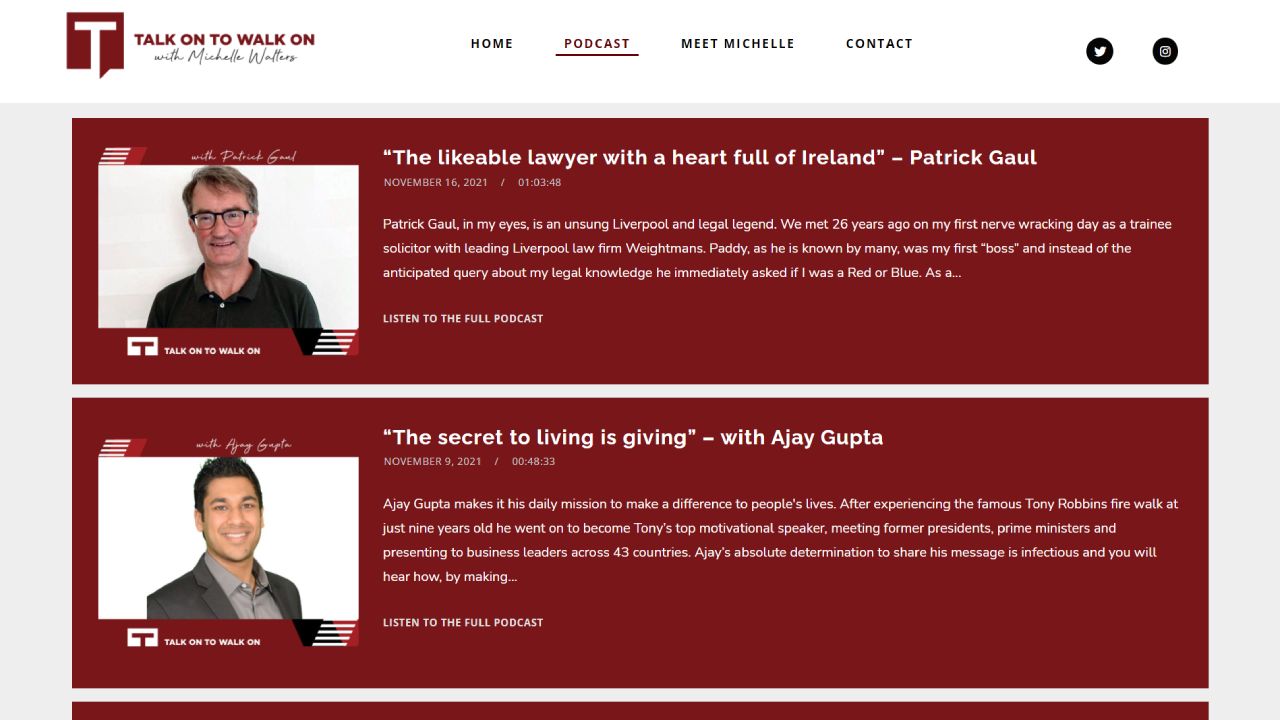 TALK ON TO WALK ON
with Michelle Walters
HOME
PODCAST
MEET MICHELLE
CONTACT
with Patrick Gaul
TALK ON TO WALK ON
“The likeable lawyer with a heart full of Ireland” – Patrick Gaul
NOVEMBER 16, 2021 / 01:03:48
Patrick Gaul, in my eyes, is an unsung Liverpool and legal legend. We met 26 years ago on my first nerve wracking day as a trainee
solicitor with leading Liverpool law firm Weightmans. Paddy, as he is known by many, was my first “boss” and instead of the
anticipated query about my legal knowledge he immediately asked if I was a Red or Blue. As a...
LISTEN TO THE FULL PODCAST
with Ajay Gupta
TALK ON TO WALK ON
“The secret to living is giving” – with Ajay Gupta
NOVEMBER 9, 2021 / 00:48:33
Ajay Gupta makes it his daily mission to make a difference to people's lives. After experiencing the famous Tony Robbins fire walk at
just nine years old he went on to become Tony’s top motivational speaker, meeting former presidents, prime ministers and
presenting to business leaders across 43 countries. Ajay’s absolute determination to share his message is infectious and you will
hear how, by making...
LISTEN TO THE FULL PODCAST